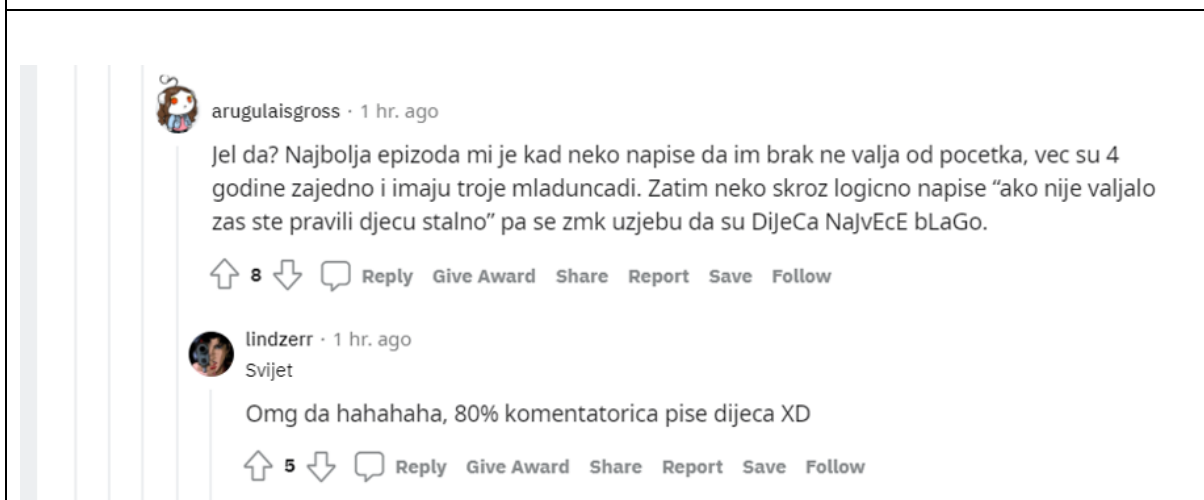 arugulaisgross · 1 hr. ago
Jel da? Najbolja epizoda mi je kad neko napise da im brak ne valja od pocetka, vec su 4
godine zajedno i imaju troje mladuncadi. Zatim neko skroz logicno napise “ako nije valjalo
zas ste pravili djecu stalno” pa se zmk uzjebu da su DiJeCa NaJvEcE bLaGo.
8 Reply Give Award Share Report Save Follow
lindzerr · 1 hr. ago
Svijet
Omg da hahahaha, 80% komentatorica pise dijeca XD
5 Reply Give Award Share Report Save Follow